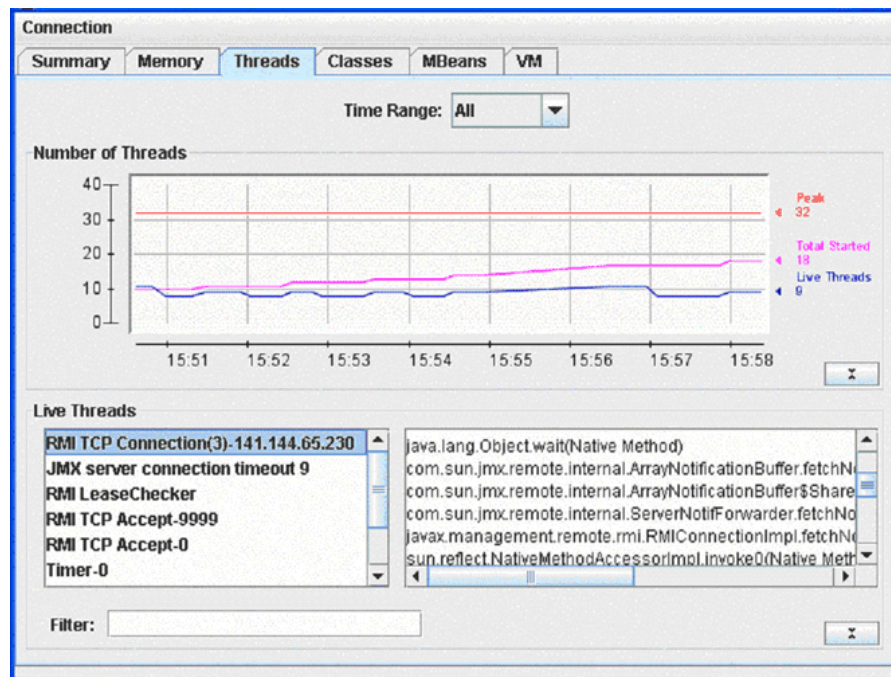 Connection
Summary Memory Threads Classes MBeans VM
Time Range: All
Number of Threads
40
30
20
10
0
Peak
32
Total Started
18
Live Threads
9
15:51 15:52 15:53 15:54 15:55 15:56 15:57 15:58
Live Threads
RMI TCP Connection(3)-141.144.65.230
JMX server connection timeout 9
RMI LeaseChecker
RMI TCP Accept-9999
RMI TCP Accept-0
Timer-0
java.lang.Object.wait(Native Method)
com.sun.jmx.remote.internal.ArrayNotificationBuffer.fetchNo
com.sun.jmx.remote.internal.ArrayNotificationBuffer$Share
com.sun.jmx.remote.internal.ServerNotifForwarder.fetchNo
javax.management.remote.rmi.RMIConnectionImpl.fetchNo
sun.reflect.NativeMethodAccessorImpl.invoke0(Native Meth
Filter: